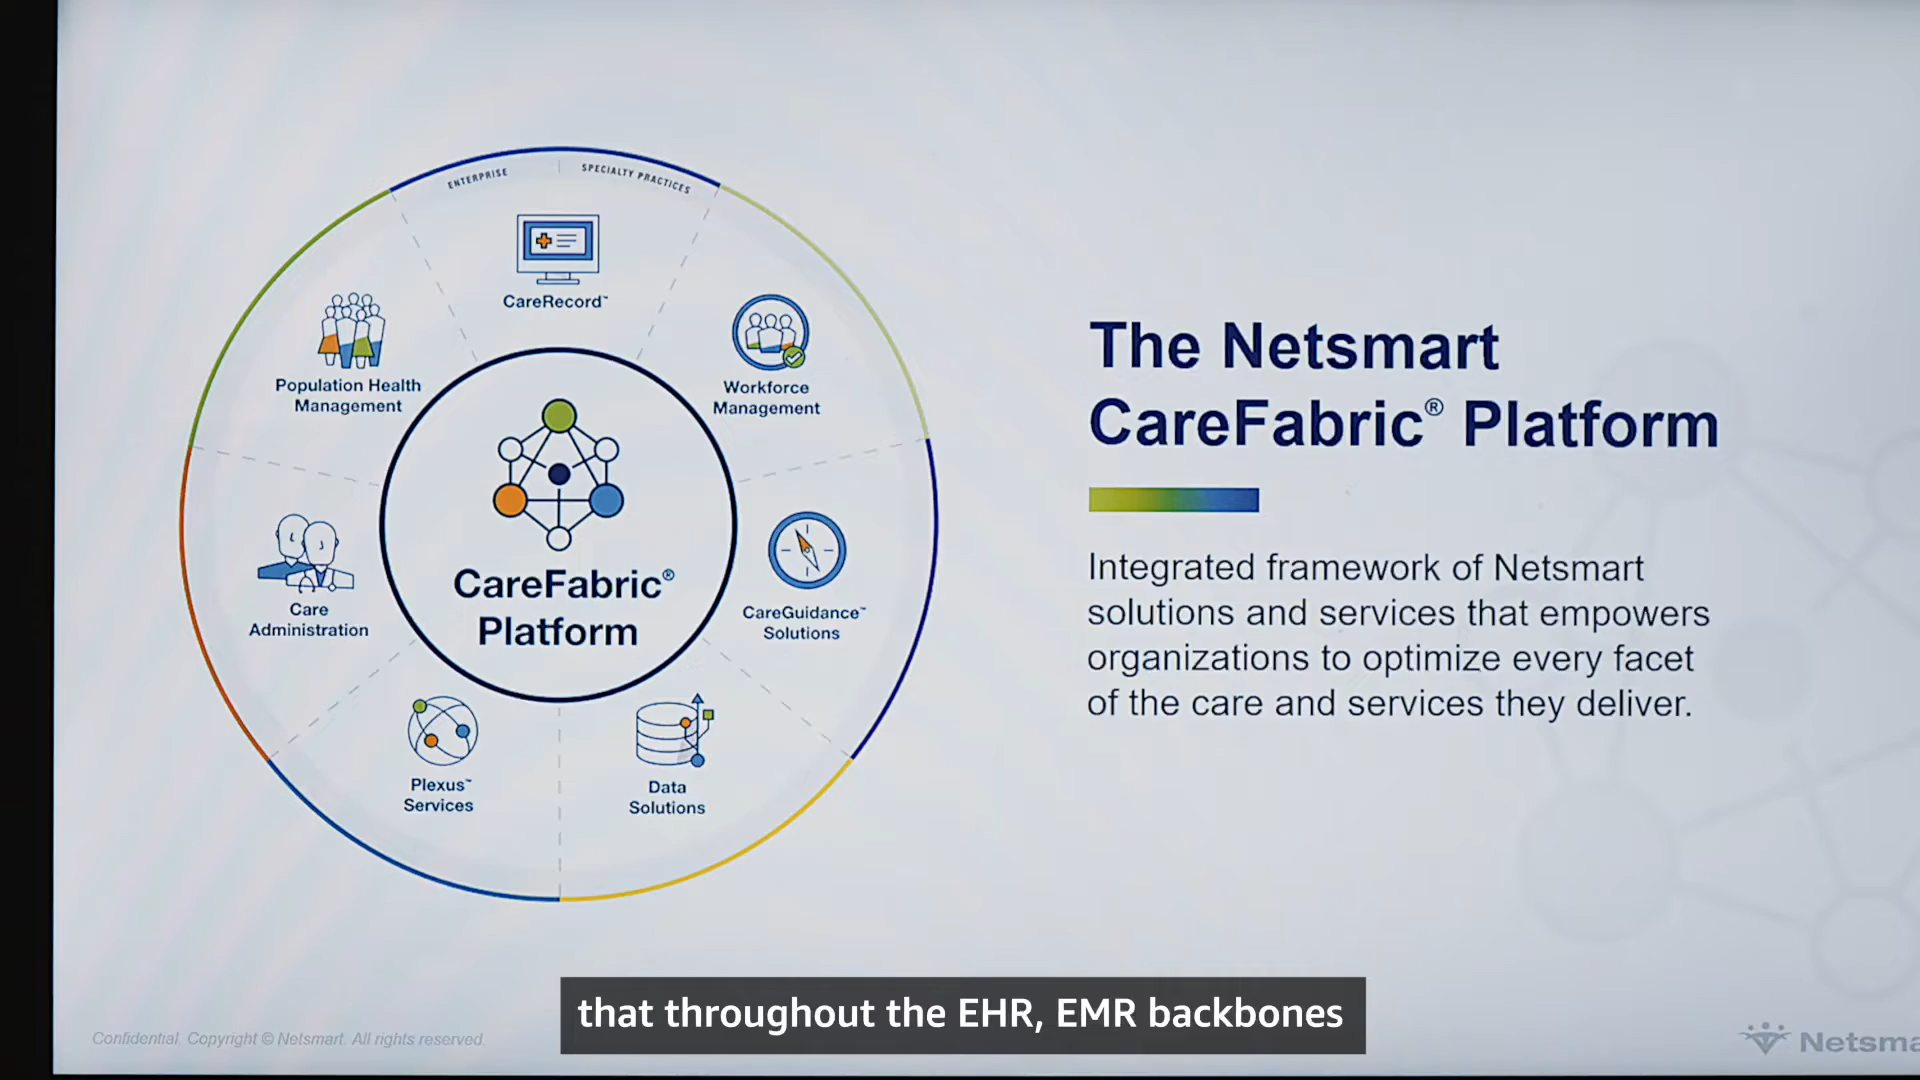 ENTERPRISE
SPECIALTY PRACTICES
CareRecord™
Population Health
Management
Workforce
Management
CareFabric®
Platform
Care
Administration
CareGuidance™
Solutions
Plexus™
Services
Data
Solutions
The Netsmart
CareFabric® Platform
Integrated framework of Netsmart
solutions and services that empowers
organizations to optimize every facet
of the care and services they deliver.
that throughout the EHR, EMR backbones
Confidential. Copyright © Netsmart. All rights reserved.
Netsma